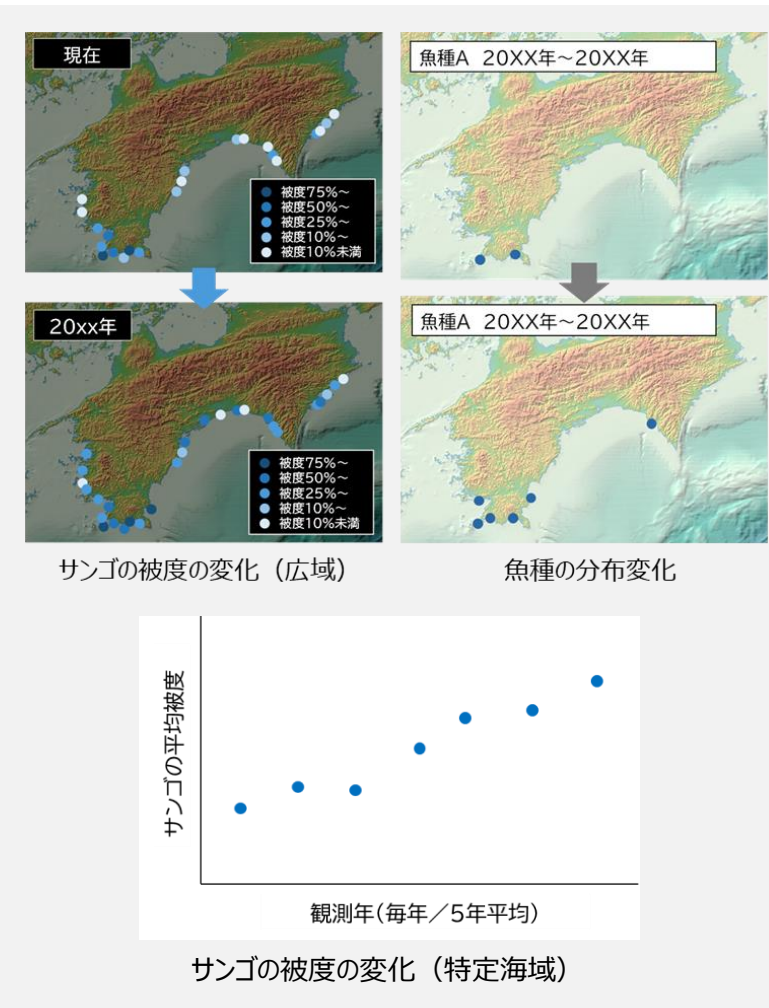 現在
被度75%～
被度50%～
被度25%～
被度10%～
被度10%未満
魚種A 20XX年～20XX年
20xx年
被度75%～
被度50%～
被度25%～
被度10%～
被度10%未満
魚種A 20XX年～20XX年
サンゴの被度の変化（広域）
魚種の分布変化
サンゴの平均被度
観測年（毎年／5年平均）
サンゴの被度の変化（特定海域）